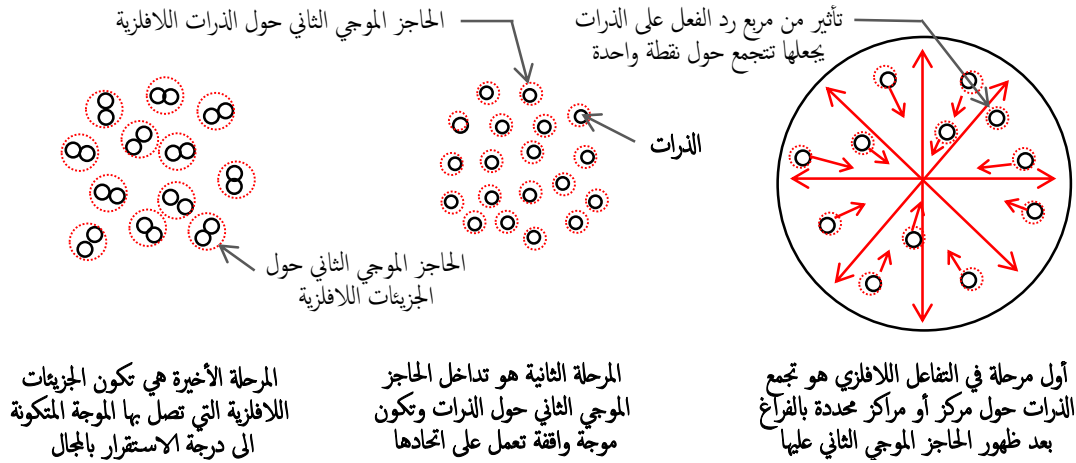 تأثير من مربع رد الفعل على الذرات
يجعلها تتجمع حول نقطة واحدة
الحاجز الموجي الثاني حول الذرات اللافلزية
الذرات
الحاجز الموجي الثاني حول
الجزيئات اللافلزية
أول مرحلة في التفاعل اللافلزي هو تجمع
الذرات حول مركز أو مراكز محددة بالفراغ
بعد ظهور الحاجز الموجي الثاني عليها
المرحلة الثانية هو تداخل الحاجز
الموجي الثاني حول الذرات وتكون
موجة واقفة تعمل على اتحادها
المرحلة الأخيرة هي تكون الجزيئات
اللافلزية التي تصل بها الموجة المتكونة
الى درجة الاستقرار بالمجال